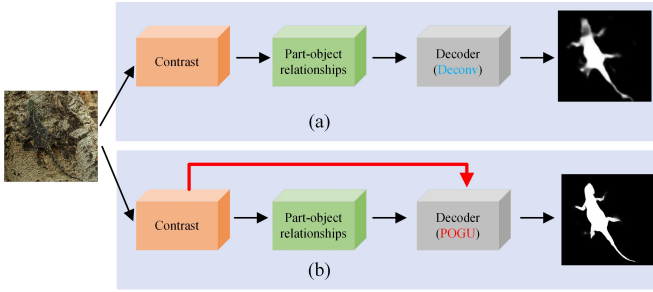 Contrast
Part-object
relationships
Decoder
(Deconv)
(a)
Contrast
Part-object
relationships
Decoder
(POGU)
(b)